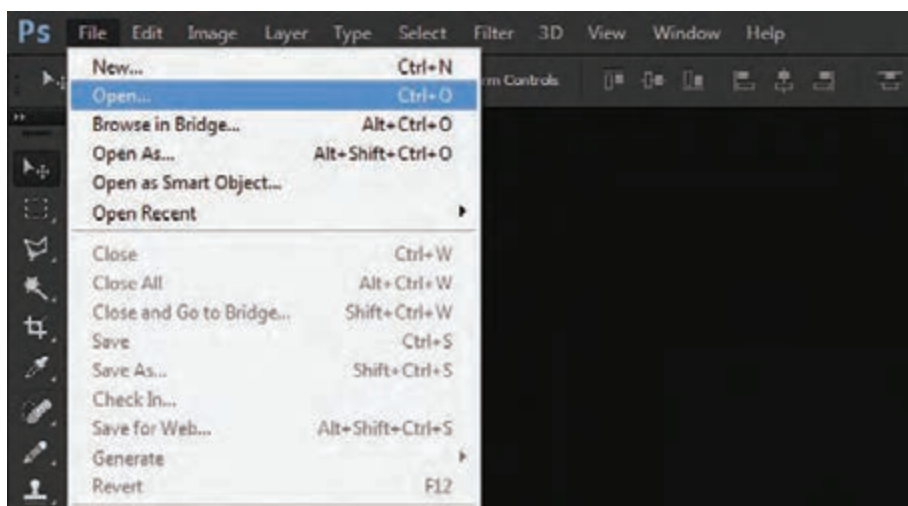 Ps File Edit Image Layer Type Select Filter 3D View Window Help
New... Ctrl+N
Open... Ctrl+O
Browse in Bridge... Alt+Ctrl+O
Open As... Alt+Shift+Ctrl+O
Open as Smart Object...
Open Recent
Close Ctrl+W
Close All Alt+Ctrl+W
Close and Go to Bridge... Shift+Ctrl+W
Save Ctrl+S
Save As... Shift+Ctrl+S
Check In...
Save for Web... Alt+Shift+Ctrl+S
Generate
Revert F12
Controls